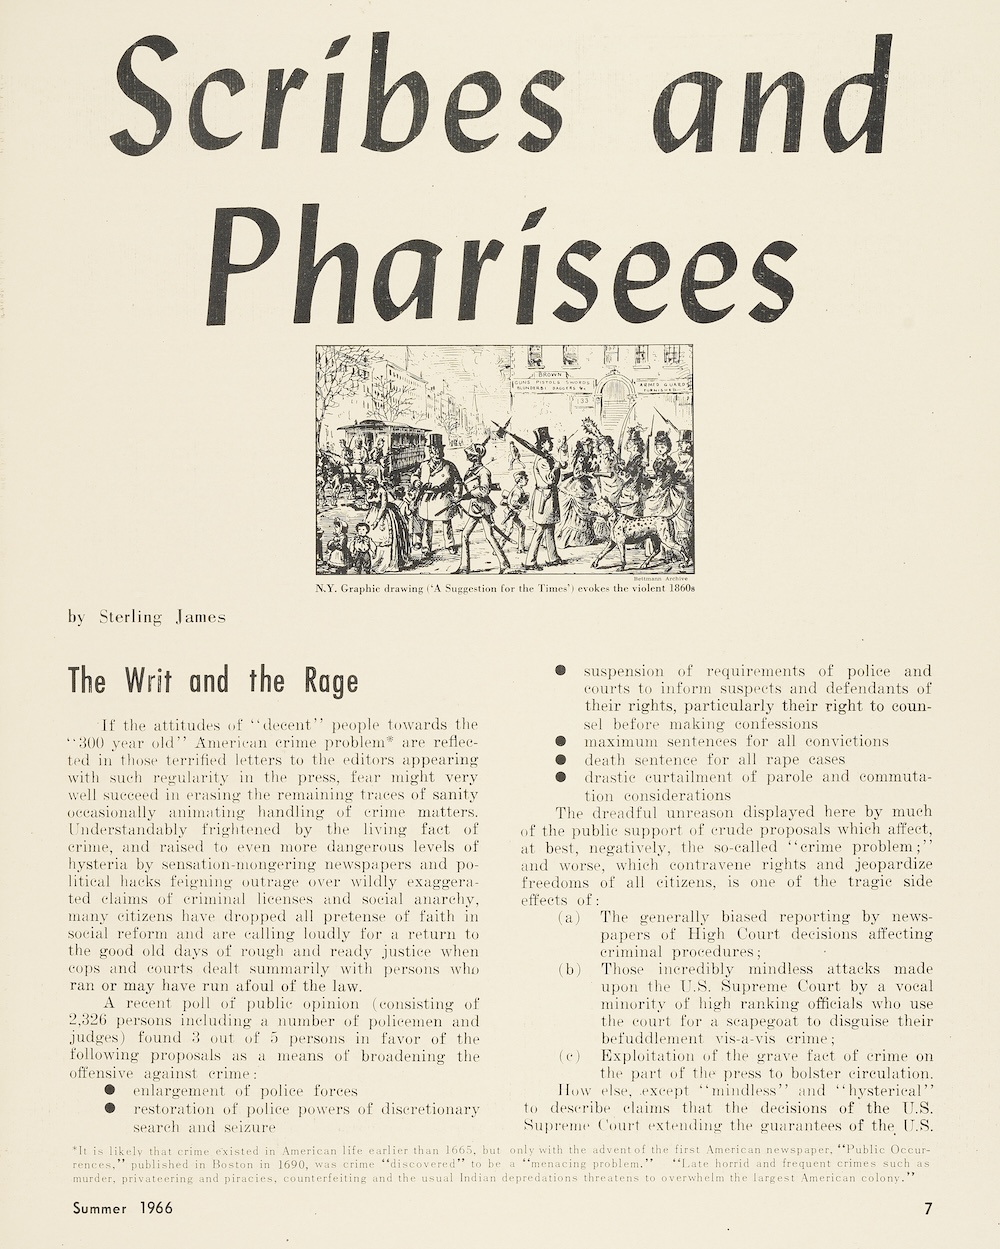 Scribes and
Pharisees
BROWN
GUNS PISTOLS SWORDS
BLUNDERBS DAGGERS &c
133
ARMED GUARDS
FURNISHED
Bettmann Archive
N.Y. Graphic drawing ('A Suggestion for the Times') evokes the violent 1860s
by Sterling James
The Writ and the Rage
If the attitudes of "decent" people towards the
"300 year old" American crime problem* are reflec-
ted in those terrified letters to the editors appearing
with such regularity in the press, fear might very
well succeed in erasing the remaining traces of sanity
occasionally animating handling of crime matters.
Understandably frightened by the living fact of
crime, and raised to even more dangerous levels of
hysteria by sensation-mongering newspapers and po-
litical hacks feigning outrage over wildly exaggera-
ted claims of criminal licenses and social anarchy,
many citizens have dropped all pretense of faith in
social reform and are calling loudly for a return to
the good old days of rough and ready justice when
cops and courts dealt summarily with persons who
ran or may have run afoul of the law.
A recent poll of public opinion (consisting of
2,326 persons including a number of policemen and
judges) found 3 out of 5 persons in favor of the
following proposals as a means of broadening the
offensive against crime:
● enlargement of police forces
● restoration of police powers of discretionary
search and seizure
● suspension of requirements of police and
courts to inform suspects and defendants of
their rights, particularly their right to coun-
sel before making confessions
● maximum sentences for all convictions
● death sentence for all rape cases
● drastic curtailment of parole and commuta-
tion considerations
The dreadful unreason displayed here by much
of the public support of crude proposals which affect,
at best, negatively, the so-called "crime problem;"
and worse, which contravene rights and jeopardize
freedoms of all citizens, is one of the tragic side
effects of:
(a) The generally biased reporting by news-
papers of High Court decisions affecting
criminal procedures;
(b) Those incredibly mindless attacks made
upon the U.S. Supreme Court by a vocal
minority of high ranking officials who use
the court for a scapegoat to disguise their
befuddlement vis-a-vis crime;
(c) Exploitation of the grave fact of crime on
the part of the press to bolster circulation.
How else, except "mindless" and "hysterical"
to describe claims that the decisions of the U.S.
Supreme Court extending the guarantees of the U.S.
*It is likely that crime existed in American life earlier than 1665, but only with the advent of the first American newspaper, "Public Occur-
rences," published in Boston in 1690, was crime "discovered" to be a "menacing problem." "Late horrid and frequent crimes such as
murder, privateering and piracies, counterfeiting and the usual Indian depredations threatens to overwhelm the largest American colony."
Summer 1966
7